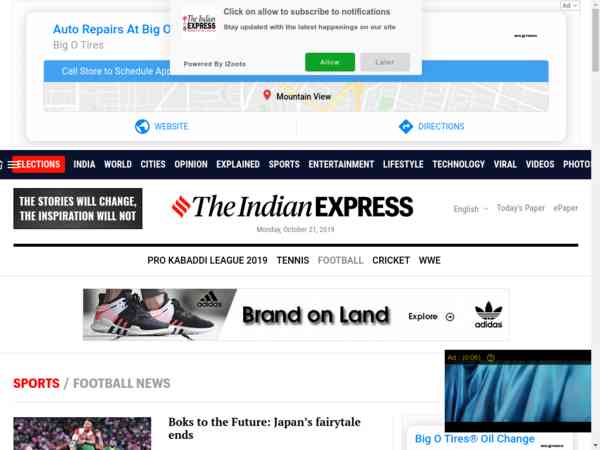 Click on allow to subscribe to notifications
Stay updated with the latest happenings on our site
Powered By iZooto
Allow
Later
Ad
Auto Repairs At Big O
Big O Tires
Call Store to Schedule App
Mountain View
WEBSITE
DIRECTIONS
ELECTIONS INDIA WORLD CITIES OPINION EXPLAINED SPORTS ENTERTAINMENT LIFESTYLE TECHNOLOGY VIRAL VIDEOS PHOTOS
THE STORIES WILL CHANGE,
THE INSPIRATION WILL NOT
The Indian EXPRESS
Monday, October 21, 2019
English
Today's Paper
ePaper
PRO KABADDI LEAGUE 2019 TENNIS FOOTBALL CRICKET WWE
adidas
Brand on Land
Explore
adidas
Ad : (0:06)
SPORTS / FOOTBALL NEWS
Boks to the Future: Japan's fairytale
ends
Big O Tires® Oil Change